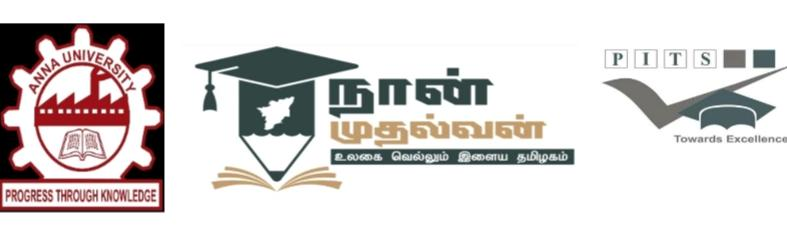 ANNA UNIVERSITY
PROGRESS THROUGH KNOWLEDGE
நான்
முதல்வன்
உலகை வெல்லும் இளைய தமிழகம்
P I T S
Towards Excellence